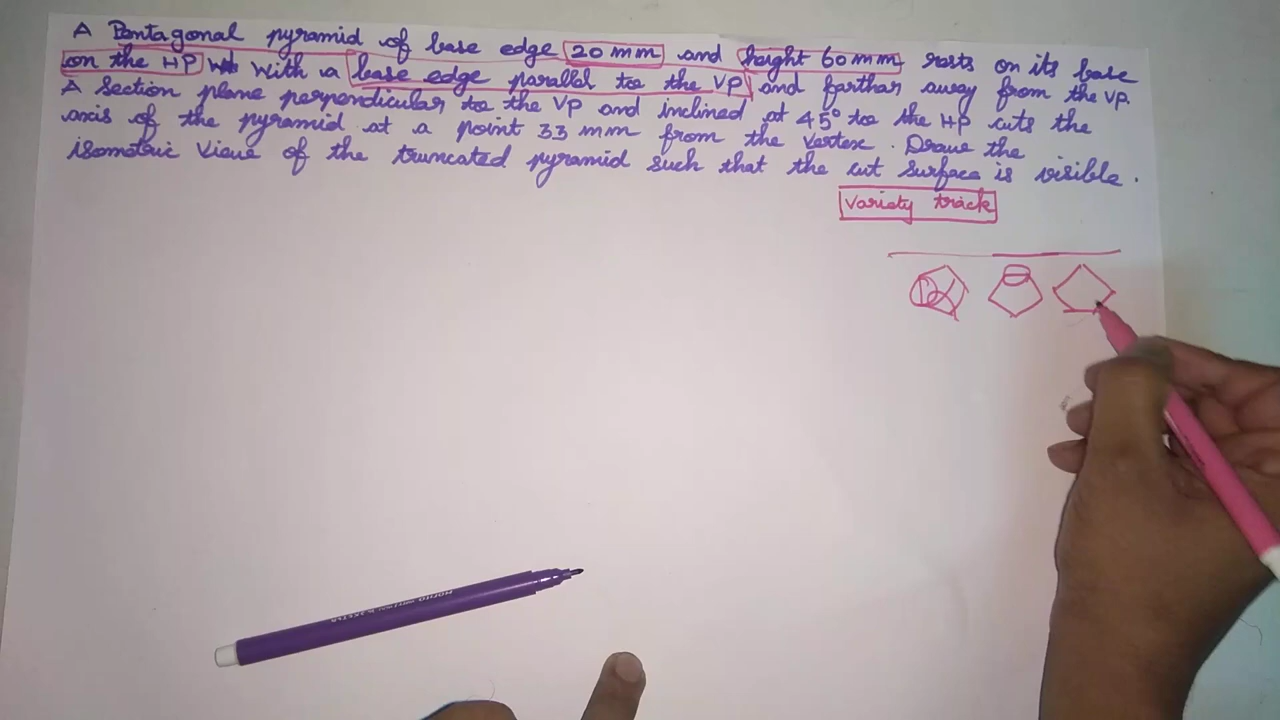 A Pentagonal pyramid of base edge 20 mm and height 60 mm rests on its base
on the HP with a base edge parallel to the VP and farther away from the VP.
A section plane perpendicular to the VP and inclined at 45° to the HP cuts the
axis of the pyramid at a point 33 mm from the vertex. Draw the
isometric view of the truncated pyramid such that the cut surface is visible.
Variety track